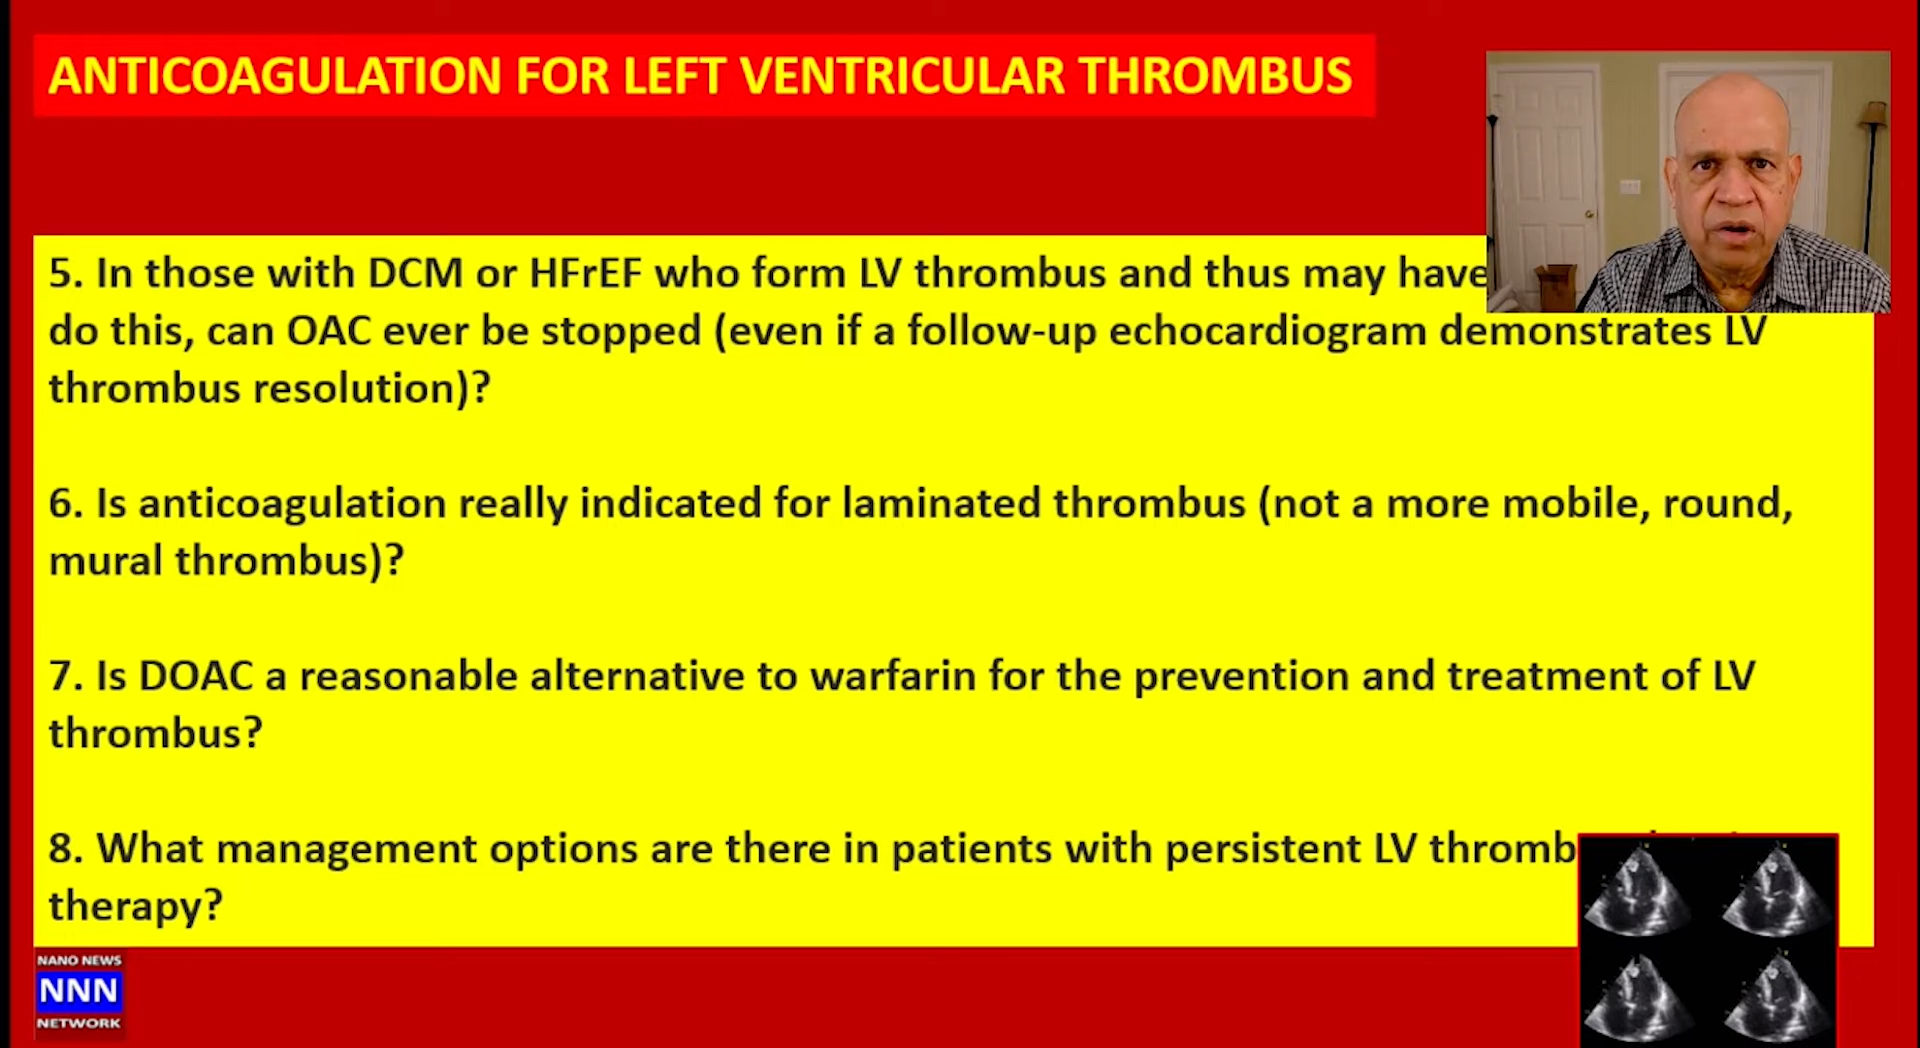 ANTICOAGULATION FOR LEFT VENTRICULAR THROMBUS
5. In those with DCM or HFrEF who form LV thrombus and thus may have
do this, can OAC ever be stopped (even if a follow-up echocardiogram demonstrates LV
thrombus resolution)?
6. Is anticoagulation really indicated for laminated thrombus (not a more mobile, round,
mural thrombus)?
7. Is DOAC a reasonable alternative to warfarin for the prevention and treatment of LV
thrombus?
8. What management options are there in patients with persistent LV thromb
therapy?
NANO NEWS
NNN
NETWORK